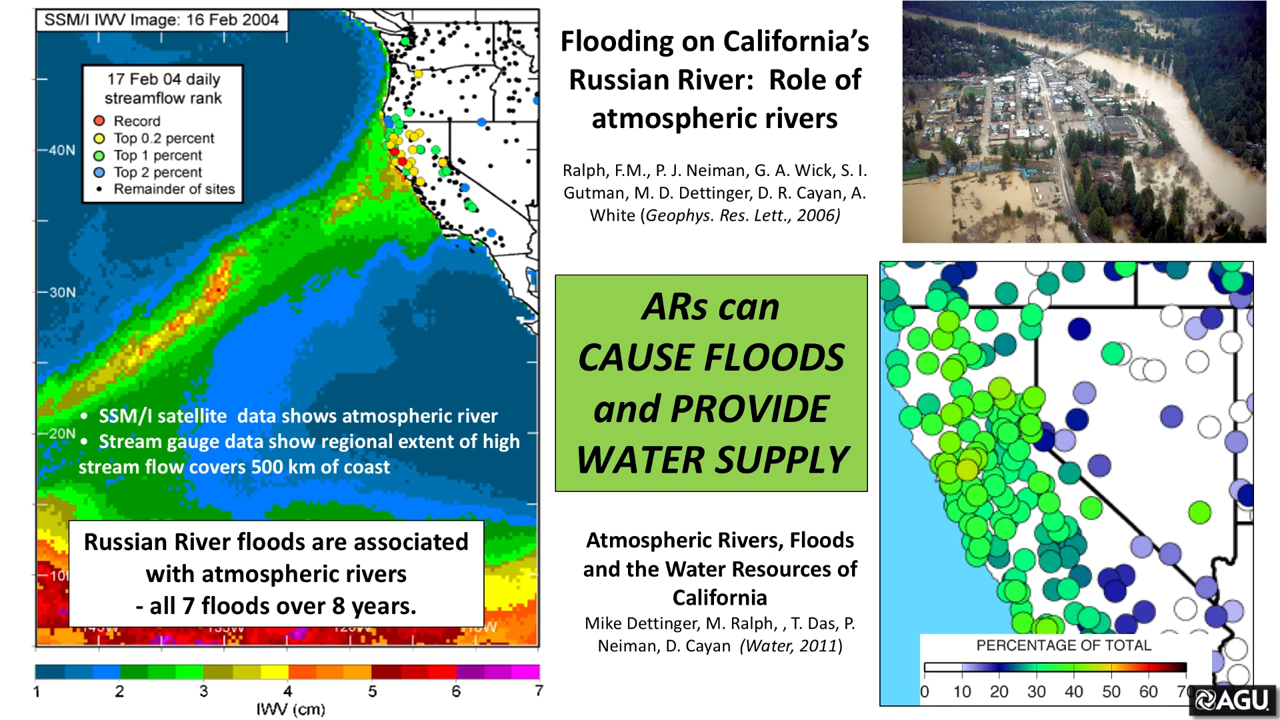 SSM/I IWV Image: 16 Feb 2004
17 Feb 04 daily
streamflow rank
Record
Top 0.2 percent
Top 1 percent
Top 2 percent
Remainder of sites
40N
30N
20N
• SSM/I satellite data shows atmospheric river
• Stream gauge data show regional extent of high
stream flow covers 500 km of coast
Russian River floods are associated
with atmospheric rivers
- all 7 floods over 8 years.
1 2 3 4 5 6 7
IWV (cm)
Flooding on California’s
Russian River: Role of
atmospheric rivers
Ralph, F.M., P. J. Neiman, G. A. Wick, S. I.
Gutman, M. D. Dettinger, D. R. Cayan, A.
White (Geophys. Res. Lett., 2006)
ARs can
CAUSE FLOODS
and PROVIDE
WATER SUPPLY
Atmospheric Rivers, Floods
and the Water Resources of
California
Mike Dettinger, M. Ralph, , T. Das, P.
Neiman, D. Cayan (Water, 2011)
PERCENTAGE OF TOTAL
0 10 20 30 40 50 60 70
AGU